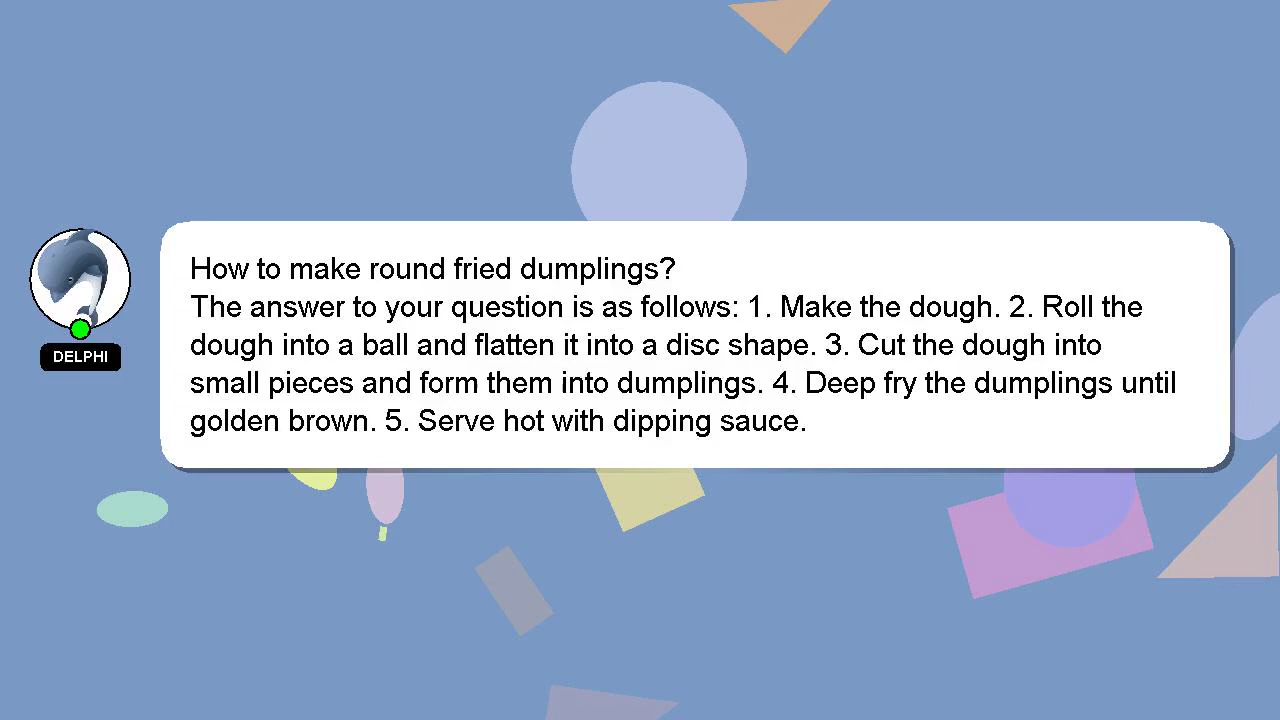 How to make round fried dumplings?
The answer to your question is as follows: 1. Make the dough. 2. Roll the
dough into a ball and flatten it into a disc shape. 3. Cut the dough into
small pieces and form them into dumplings. 4. Deep fry the dumplings until
golden brown. 5. Serve hot with dipping sauce.
DELPHI